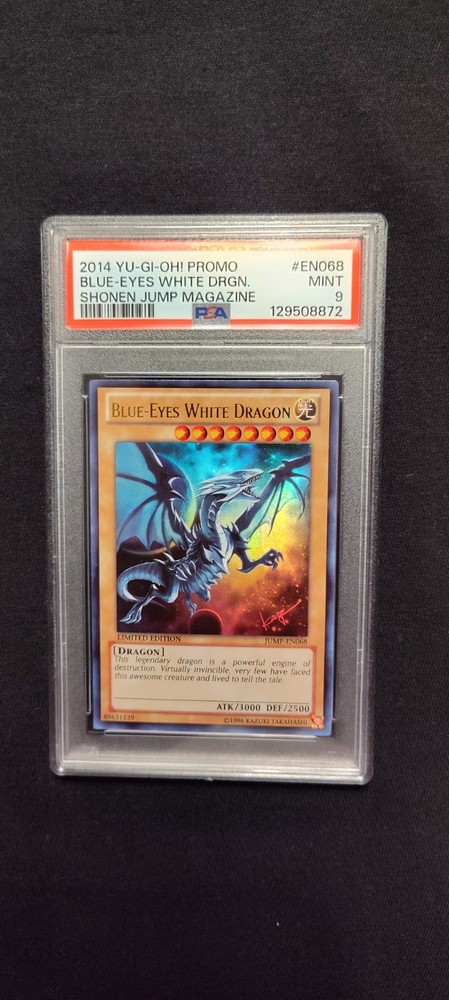 2014 YU-GI-OH! PROMO #EN068
BLUE-EYES WHITE DRGN. MINT
SHONEN JUMP MAGAZINE 9
PSA 129508872
BLUE-EYES WHITE DRAGON 光
LIMITED EDITION JUMP-EN068
[DRAGON]
This legendary dragon is a powerful engine of
destruction. Virtually invincible, very few have faced
this awesome creature and lived to tell the tale.
ATK/3000 DEF/2500
89631139 ©1996 KAZUKI TAKAHASHI